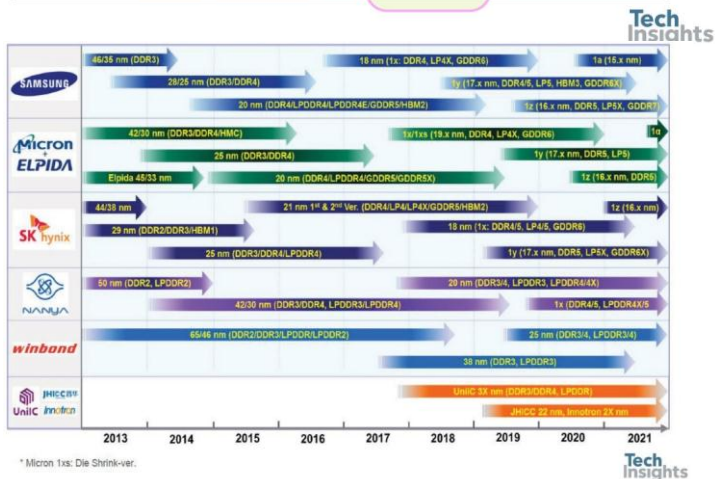 Tech
Insights
SAMSUNG
46/35 nm (DDR3)
18 nm (1x: DDR4, LP4X, GDDR6)
1a (15.x nm)
28/25 nm (DDR3/DDR4)
1y (17.x nm, DDR4/5, LP5, HBM3, GDDR6X)
20 nm (DDR4/LPDDR4/LPDDR4E/GDDR5/HBM2)
1z (16.x nm, DDR5, LP5X, GDDR7)
Micron
+
ELPIDA
42/30 nm (DDR3/DDR4/HMC)
1x/1xs (19.x nm, DDR4, LP4X, GDDR6)
1α
25 nm (DDR3/DDR4)
1y (17.x nm, DDR5, LP5)
Elpida 45/33 nm
20 nm (DDR4/LPDDR4/GDDR5/GDDR5X)
1z (16.x nm, DDR5)
SK hynix
44/38 nm
21 nm 1st & 2nd Ver. (DDR4/LP4/LP4X/GDDR5/HBM2)
1z (16.x nm)
29 nm (DDR2/DDR3/HBM1)
18 nm (1x: DDR4/5, LP4/5, GDDR6)
25 nm (DDR3/DDR4/LPDDR4)
1y (17.x nm, DDR5, LP5X, GDDR6X)
NANYA
50 nm (DDR2, LPDDR2)
20 nm (DDR3/4, LPDDR3, LPDDR4/4X)
42/30 nm (DDR3/DDR4, LPDDR3/LPDDR4)
1x (DDR4/5, LPDDR4X/5
winbond
65/46 nm (DDR2/DDR3/LPDDR/LPDDR2)
25 nm (DDR3/4, LPDDR3/4)
38 nm (DDR3, LPDDR3)
UniIC
JHICC
innotron
UniIC 3X nm (DDR3/DDR4, LPDDR)
JHICC 22 nm, Innotron 2X nm
2013 2014 2015 2016 2017 2018 2019 2020 2021
* Micron 1xs: Die Shrink-ver.
Tech
Insights